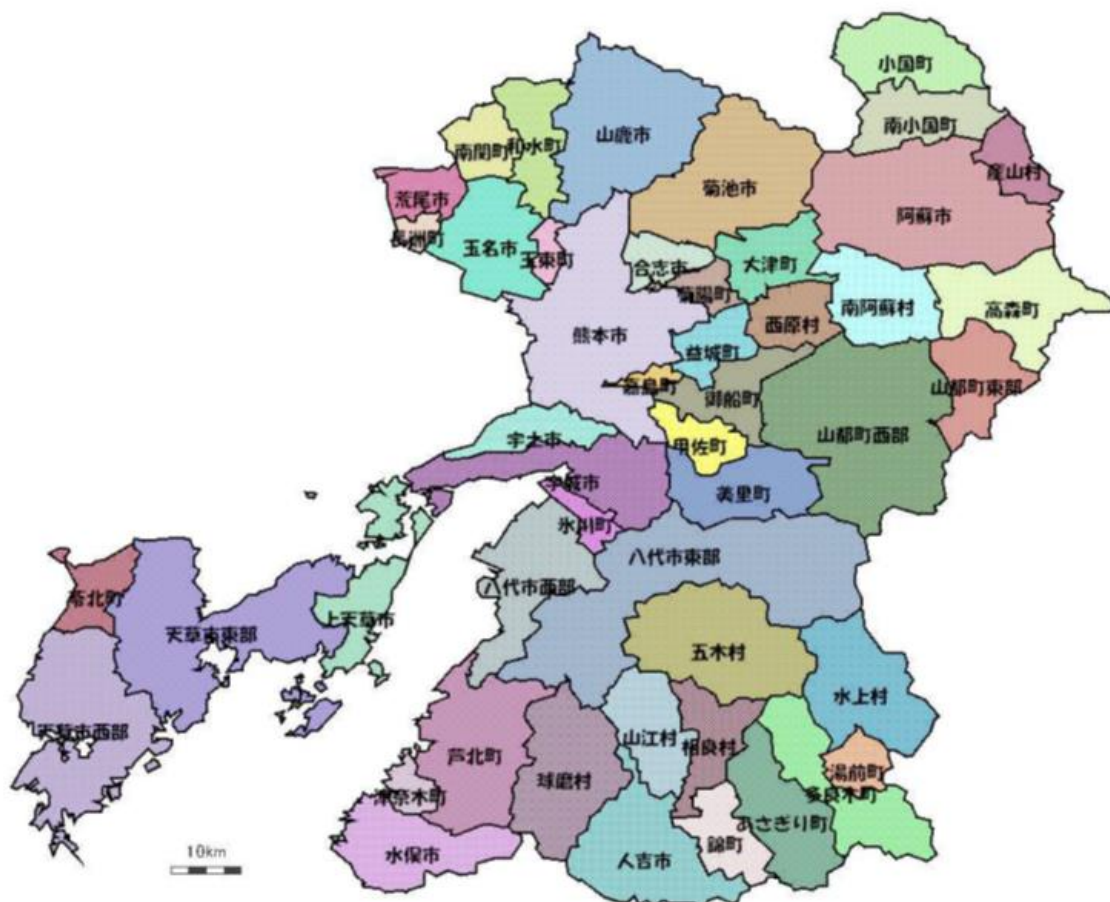 小国町
南小国町
産山村
山鹿市
和水町
南関町
菊池市
荒尾市
阿蘇市
長洲町
玉名市
玉東町
合志市
大津町
菊陽町
南阿蘇村
高森町
西原村
熊本市
益城町
嘉島町
御船町
山都町東部
山都町西部
宇土市
甲佐町
宇城市
美里町
氷川町
八代市東部
八代市西部
苓北町
上天草市
天草市東部
五木村
水上村
天草市西部
山江村
相良村
芦北町
球磨村
湯前町
多良木町
津奈木町
あさぎり町
水俣市
人吉市
錦町
10km